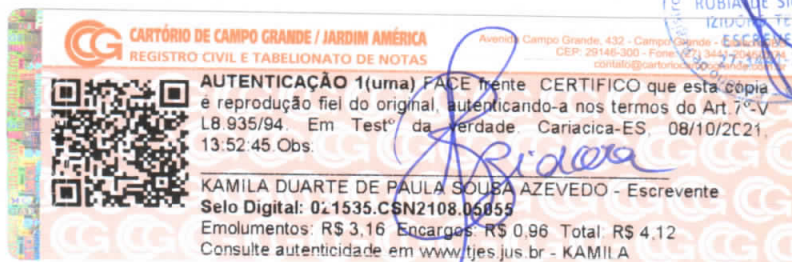 CG CARTÓRIO DE CAMPO GRANDE / JARDIM AMÉRICA
REGISTRO CIVIL E TABELIONATO DE NOTAS
Avenida Campo Grande, 432 - Campo Grande -
CEP: 29146-300 - Fone:
AUTENTICAÇÃO 1(uma) FACE frente CERTIFICO que esta cópia
é reprodução fiel do original, autenticando-a nos termos do Art.7º-V
L8.935/94. Em Testº da verdade. Cariacica-ES, 08/10/2021,
13:52:45.Obs:
KAMILA DUARTE DE PAULA SOUSA AZEVEDO - Escrevente
Selo Digital: 021535.CSN2108.05055
Emolumentos: R$ 3,16 Encargos: R$ 0,96 Total: R$ 4,12
Consulte autenticidade em www.tjes.jus.br - KAMILA